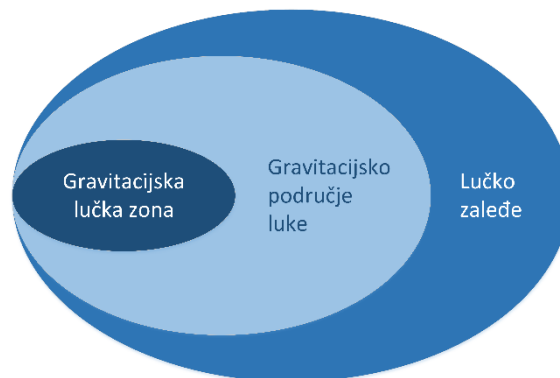 Gravitacijska
lučka zona
Gravitacijsko
područje
luke
Lučko
zaleđe